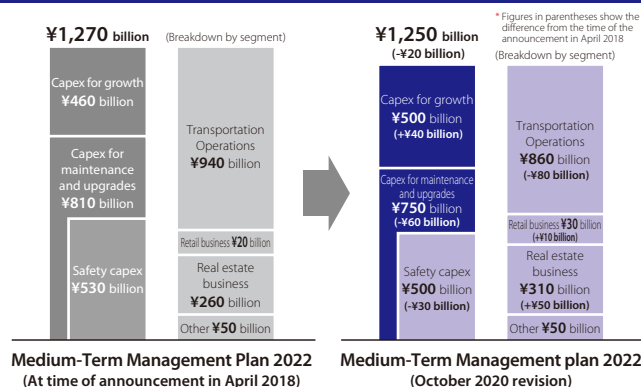 ¥1,270 billion
(Breakdown by segment)
Capex for growth
¥460 billion
Capex for
maintenance
and upgrades
¥810 billion
Safety capex
¥530 billion
Transportation
Operations
¥940 billion
Retail business ¥20 billion
Real estate
business
¥260 billion
Other ¥50 billion
Medium-Term Management Plan 2022
(At time of announcement in April 2018)
* Figures in parentheses show the
difference from the time of the
announcement in April 2018
¥1,250 billion
(-¥20 billion)
(Breakdown by segment)
Capex for growth
¥500 billion
(+¥40 billion)
Capex for maintenance
and upgrades
¥750 billion
(-¥60 billion)
Safety capex
¥500 billion
(-¥30 billion)
Transportation
Operations
¥860 billion
(-¥80 billion)
Retail business ¥30 billion
(+¥10 billion)
Real estate
business
¥310 billion
(+¥50 billion)
Other ¥50 billion
Medium-Term Management plan 2022
(October 2020 revision)